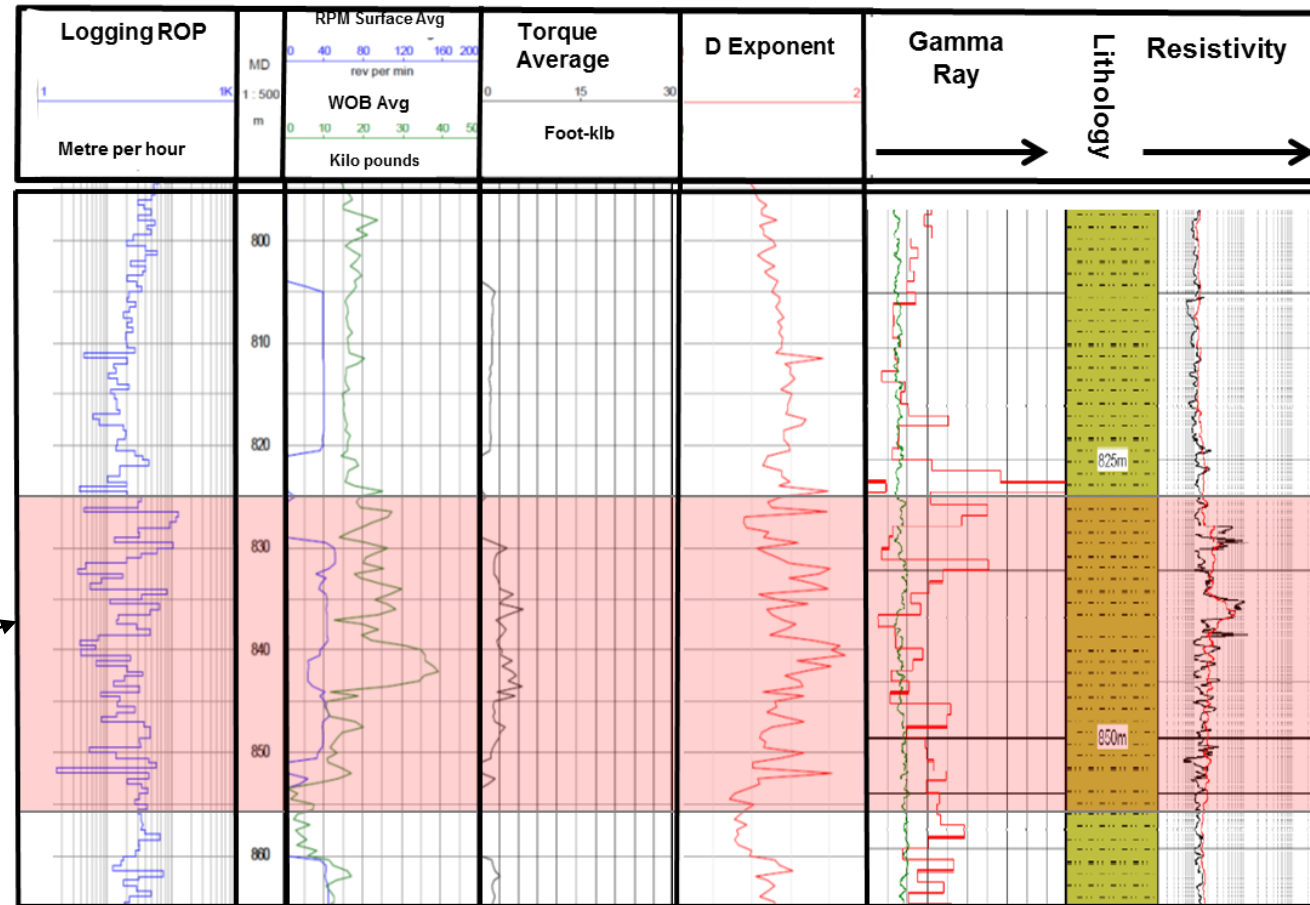 Logging ROP
1 1K
Metre per hour
MD
1 : 500
m
RPM Surface Avg
0 40 80 120 160 200
rev per min
WOB Avg
0 10 20 30 40 50
Kilo pounds
Torque
Average
0 15 30
Foot-klb
D Exponent
2
Gamma
Ray
Lithology
Resistivity
800
810
820
825m
830
840
850
850m
860